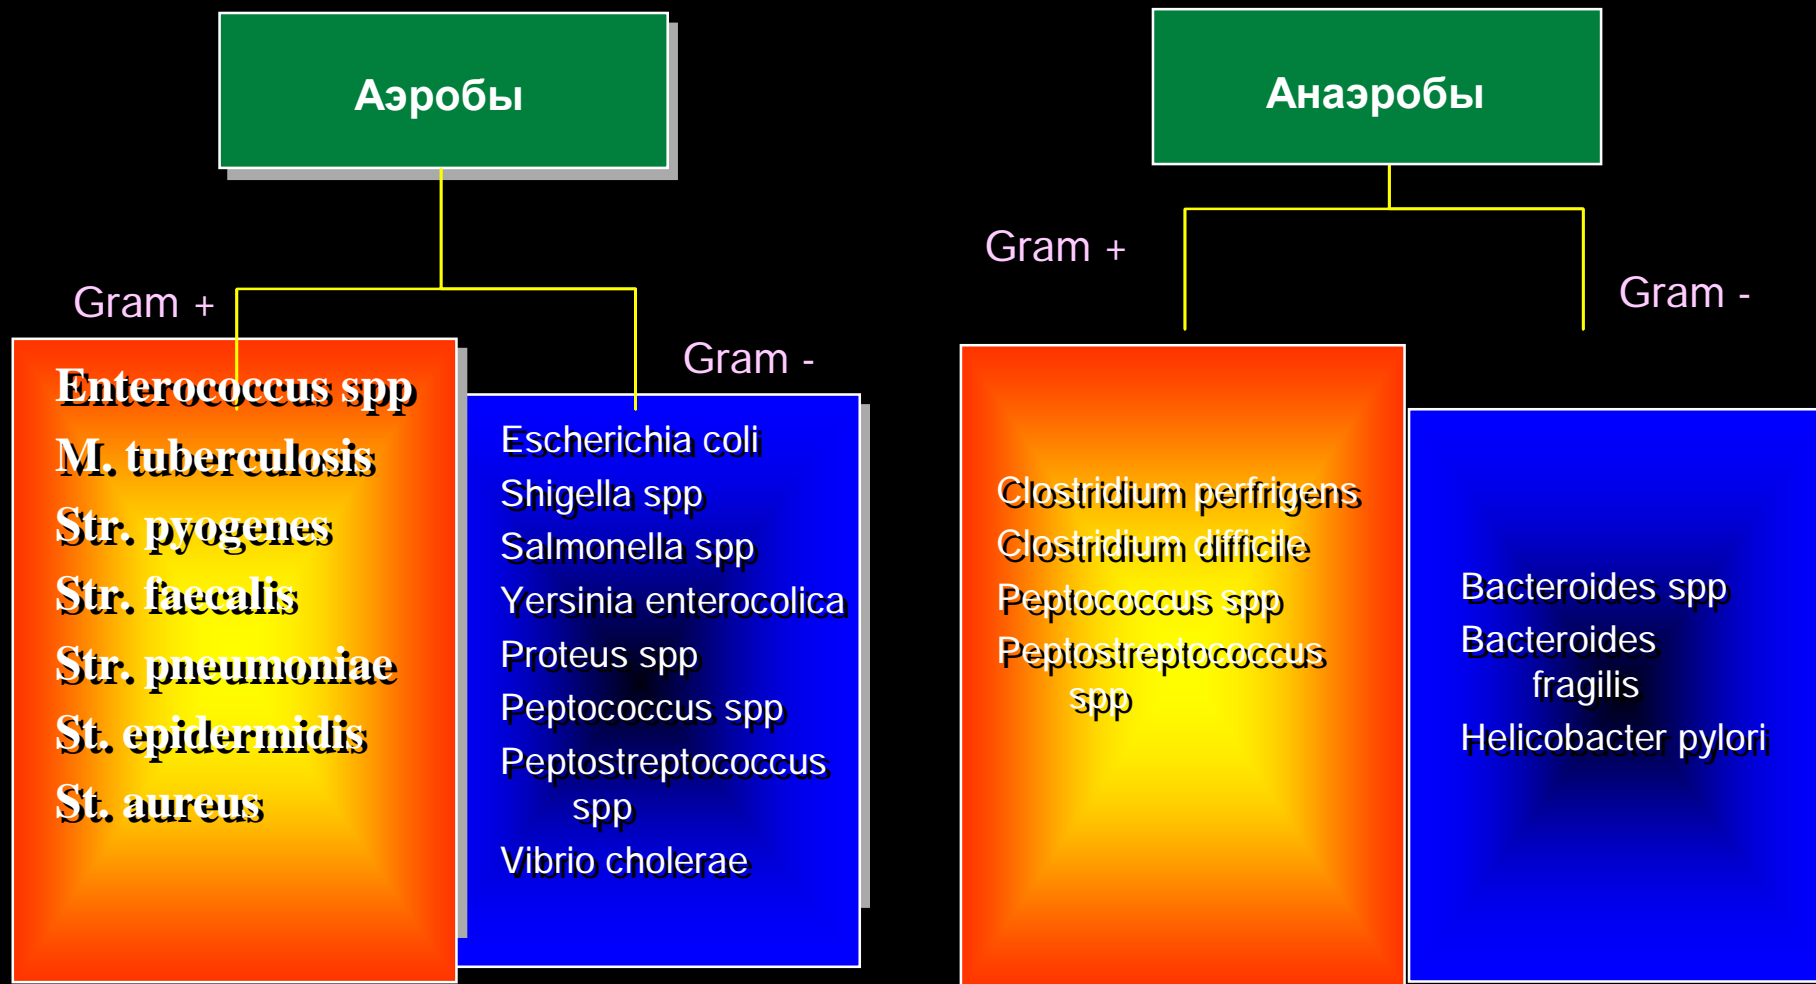 Аэробы
Gram +
Enterococcus spp
M. tuberculosis
Str. pyogenes
Str. faecalis
Str. pneumoniae
St. epidermidis
St. aureus
Gram -
Escherichia coli
Shigella spp
Salmonella spp
Yersinia enterocolica
Proteus spp
Peptococcus spp
Peptostreptococcus
spp
Vibrio cholerae
Анаэробы
Gram +
Clostridium perfrigens
Clostridium difficile
Peptococcus spp
Peptostreptococcus
spp
Gram -
Bacteroides spp
Bacteroides
fragilis
Helicobacter pylori